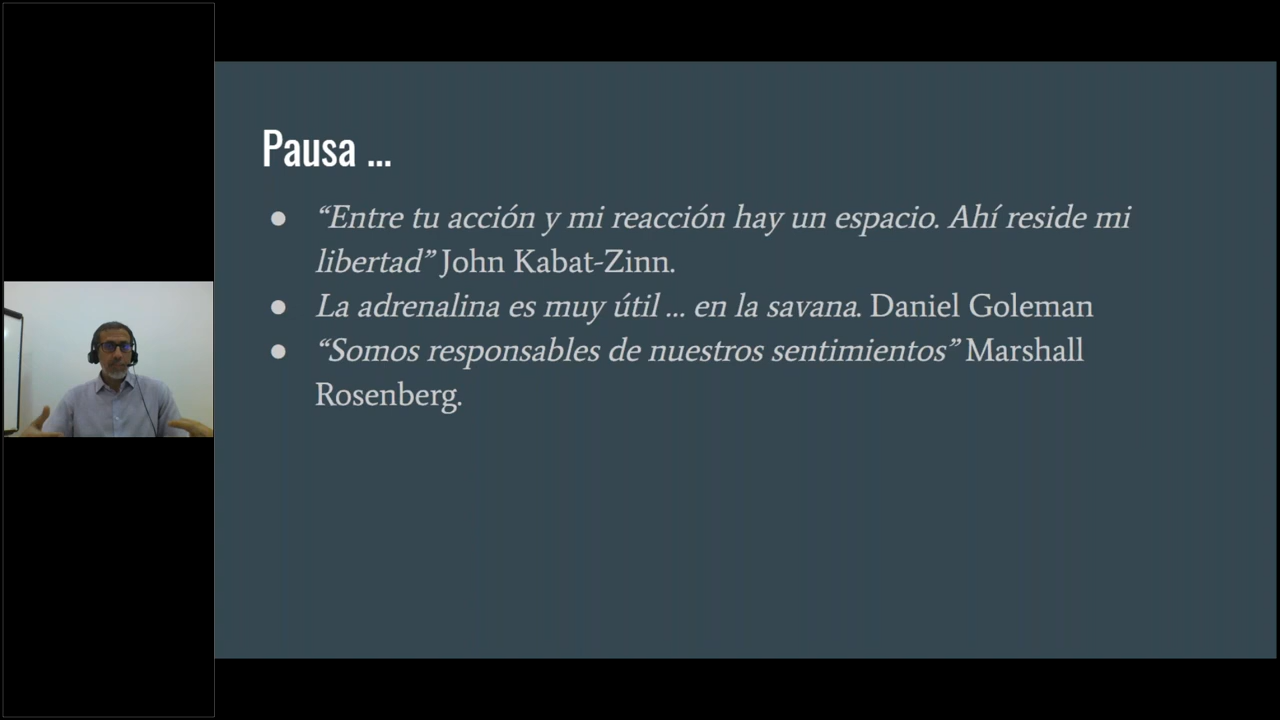 Pausa ...
● “Entre tu acción y mi reacción hay un espacio. Ahí reside mi
libertad” John Kabat-Zinn.
● La adrenalina es muy útil ... en la savana. Daniel Goleman
● “Somos responsables de nuestros sentimientos” Marshall
Rosenberg.